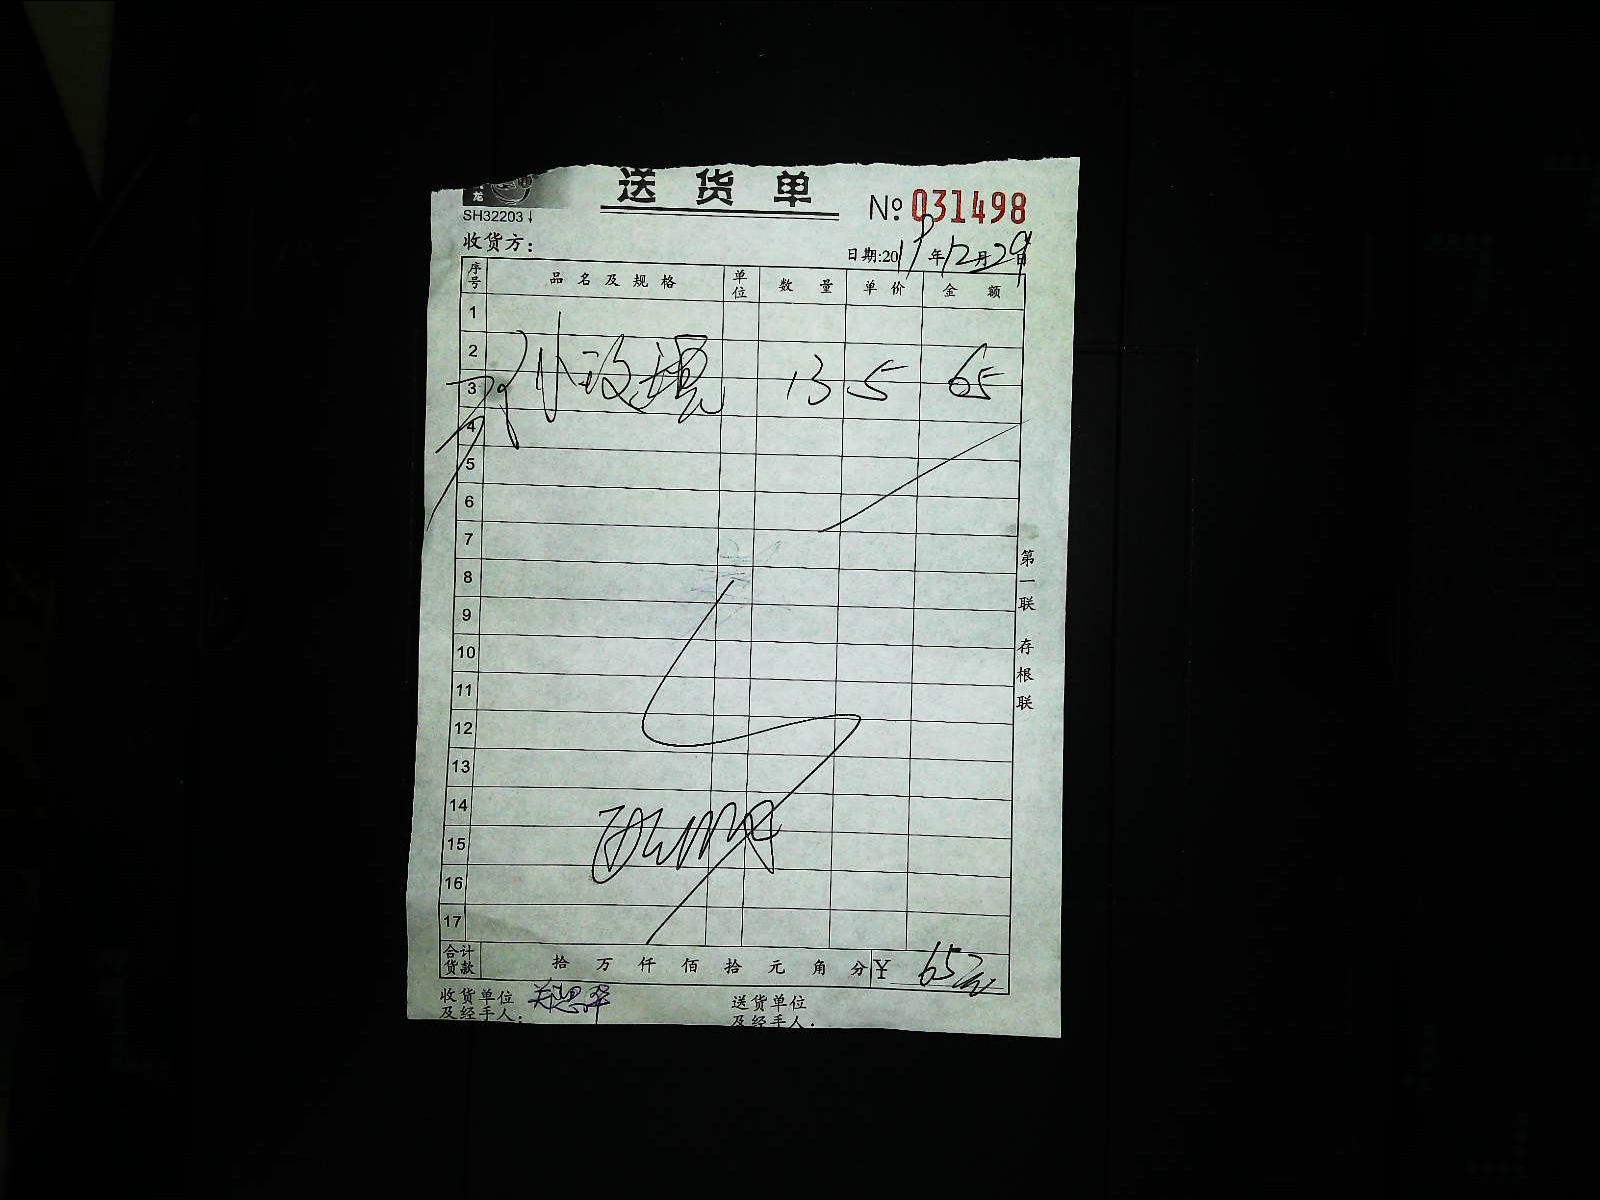 送货单
SH32203
№ 031498
收货方：
日期:2019年12月29日
序号 品名及规格 单位 数量 单价 金额
1
2
小玫瑰 13 5 65
3
4
5
6
7
8
9
10
11
12
13
14
15
16
17
合计货款 拾 万 仟 佰 拾 元 角 分 ¥ 65元
收货单位及经手人：
送货单位及经手人：
第一联 存根联